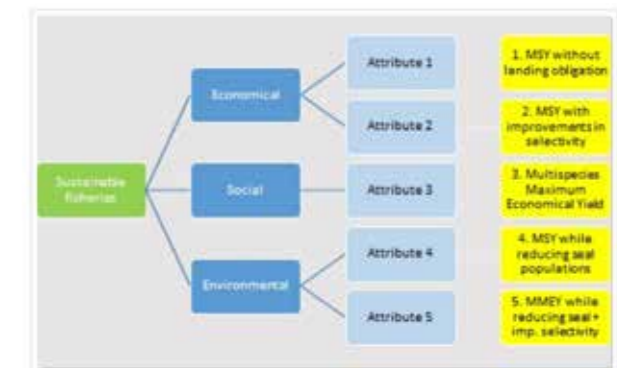 Sustainable
fisheries
Economical
Social
Environmental
Attribute 1
Attribute 2
Attribute 3
Attribute 4
Attribute 5
1. MSY without
landing obligation
2. MSY with
improvements in
selectivity
3. Multispecies
Maximum
Economical Yield
4. MSY while
reducing seal
populations
5. MMEY while
reducing seal +
imp. selectivity